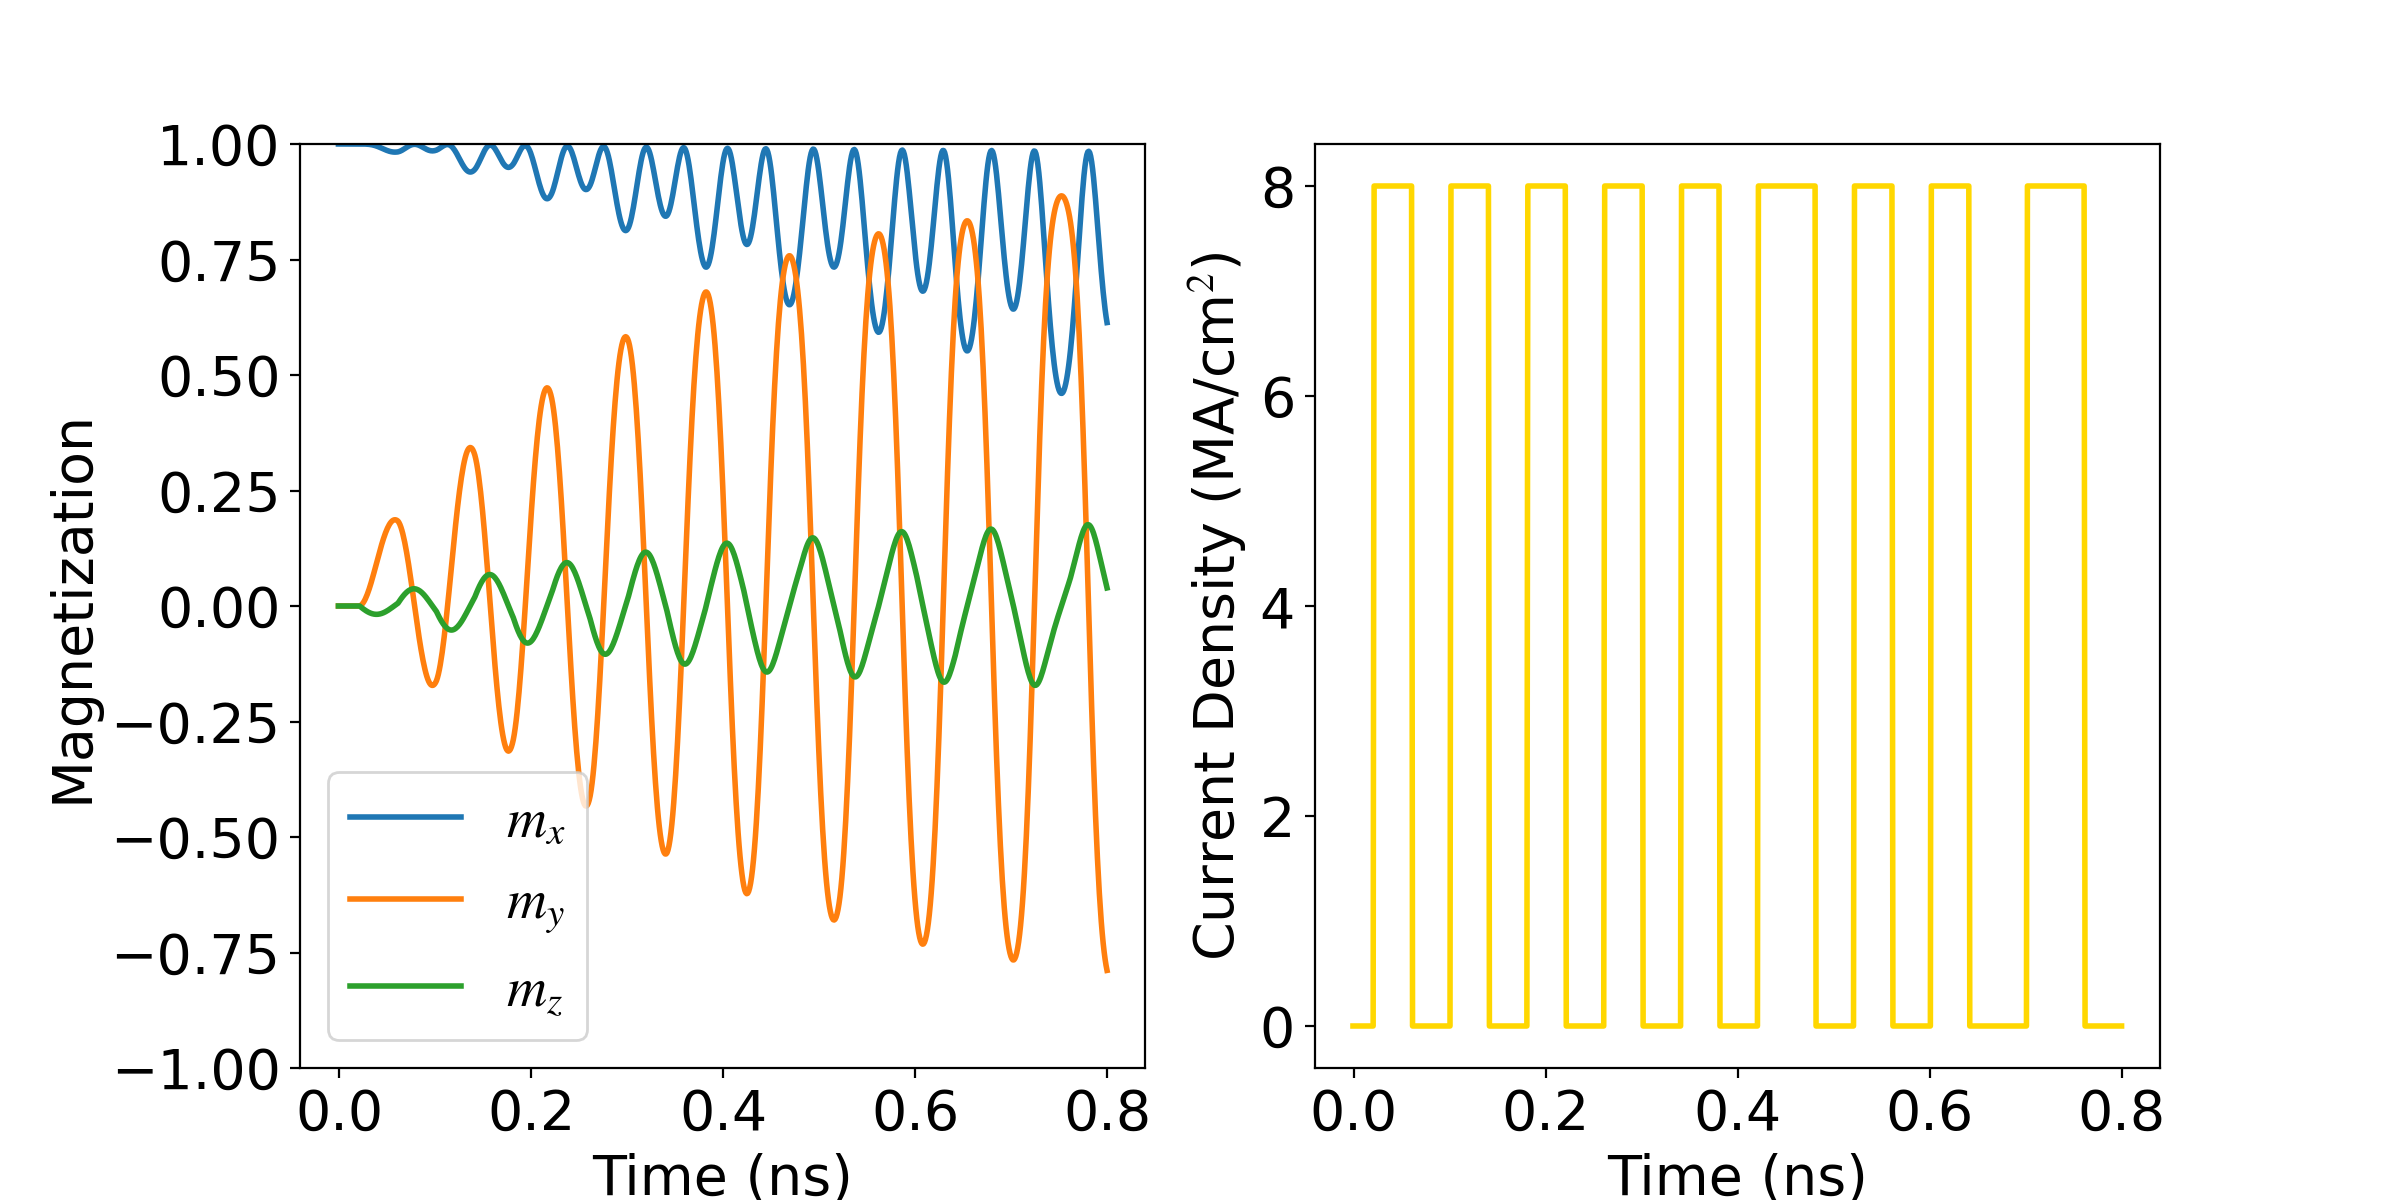 1.00
0.75
0.50
0.25
0.00
−0.25
−0.50
−0.75
−1.00
Magnetization
m_x
m_y
m_z
0.0 0.2 0.4 0.6 0.8
Time (ns)
8
6
4
2
0
Current Density (MA/cm²)
0.0 0.2 0.4 0.6 0.8
Time (ns)